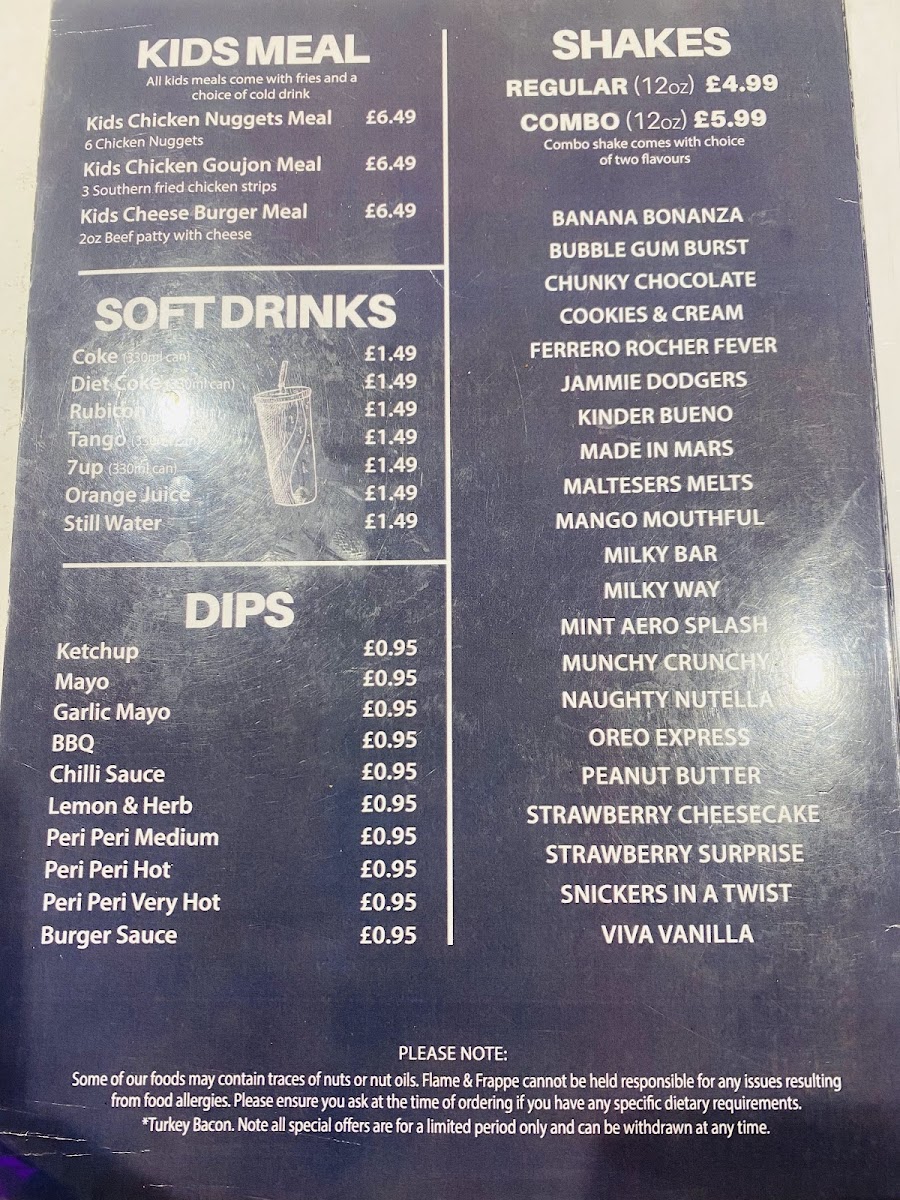 KIDS MEAL
All kids meals come with fries and a
choice of cold drink
Kids Chicken Nuggets Meal £6.49
6 Chicken Nuggets
Kids Chicken Goujon Meal £6.49
3 Southern fried chicken strips
Kids Cheese Burger Meal £6.49
2oz Beef patty with cheese
SOFT DRINKS
Coke (330ml can) £1.49
Diet Coke (330ml can) £1.49
Rubicon £1.49
Tango (330ml can) £1.49
7up (330ml can) £1.49
Orange Juice £1.49
Still Water £1.49
DIPS
Ketchup £0.95
Mayo £0.95
Garlic Mayo £0.95
BBQ £0.95
Chilli Sauce £0.95
Lemon & Herb £0.95
Peri Peri Medium £0.95
Peri Peri Hot £0.95
Peri Peri Very Hot £0.95
Burger Sauce £0.95
SHAKES
REGULAR (12oz) £4.99
COMBO (12oz) £5.99
Combo shake comes with choice
of two flavours
BANANA BONANZA
BUBBLE GUM BURST
CHUNKY CHOCOLATE
COOKIES & CREAM
FERRERO ROCHER FEVER
JAMMIE DODGERS
KINDER BUENO
MADE IN MARS
MALTESERS MELTS
MANGO MOUTHFUL
MILKY BAR
MILKY WAY
MINT AERO SPLASH
MUNCHY CRUNCHY
NAUGHTY NUTELLA
OREO EXPRESS
PEANUT BUTTER
STRAWBERRY CHEESECAKE
STRAWBERRY SURPRISE
SNICKERS IN A TWIST
VIVA VANILLA
PLEASE NOTE:
Some of our foods may contain traces of nuts or nut oils. Flame & Frappe cannot be held responsible for any issues resulting
from food allergies. Please ensure you ask at the time of ordering if you have any specific dietary requirements.
*Turkey Bacon. Note all special offers are for a limited period only and can be withdrawn at any time.